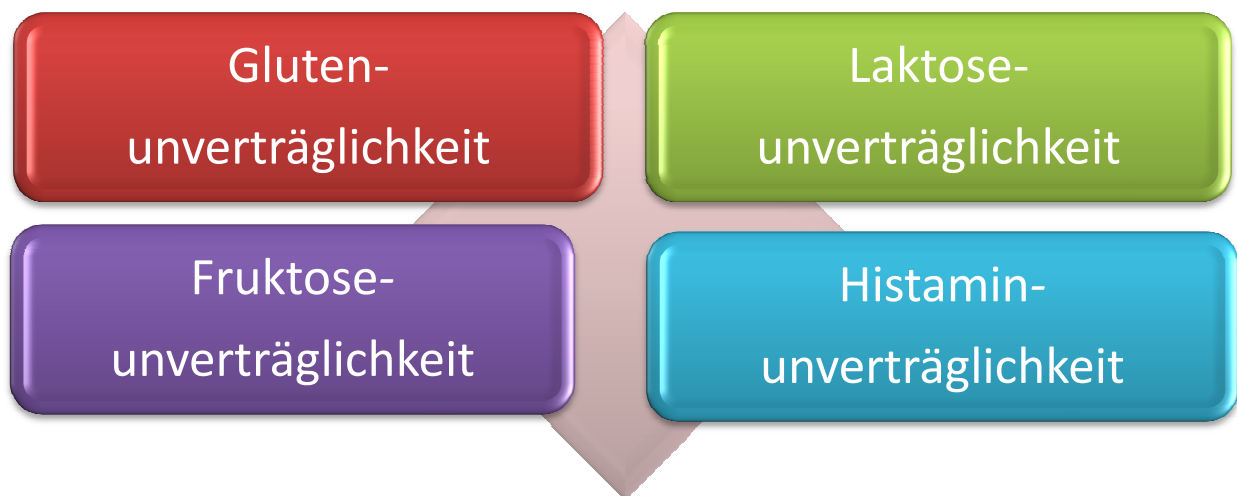 Gluten-
unverträglichkeit
Laktose-
unverträglichkeit
Fruktose-
unverträglichkeit
Histamin-
unverträglichkeit